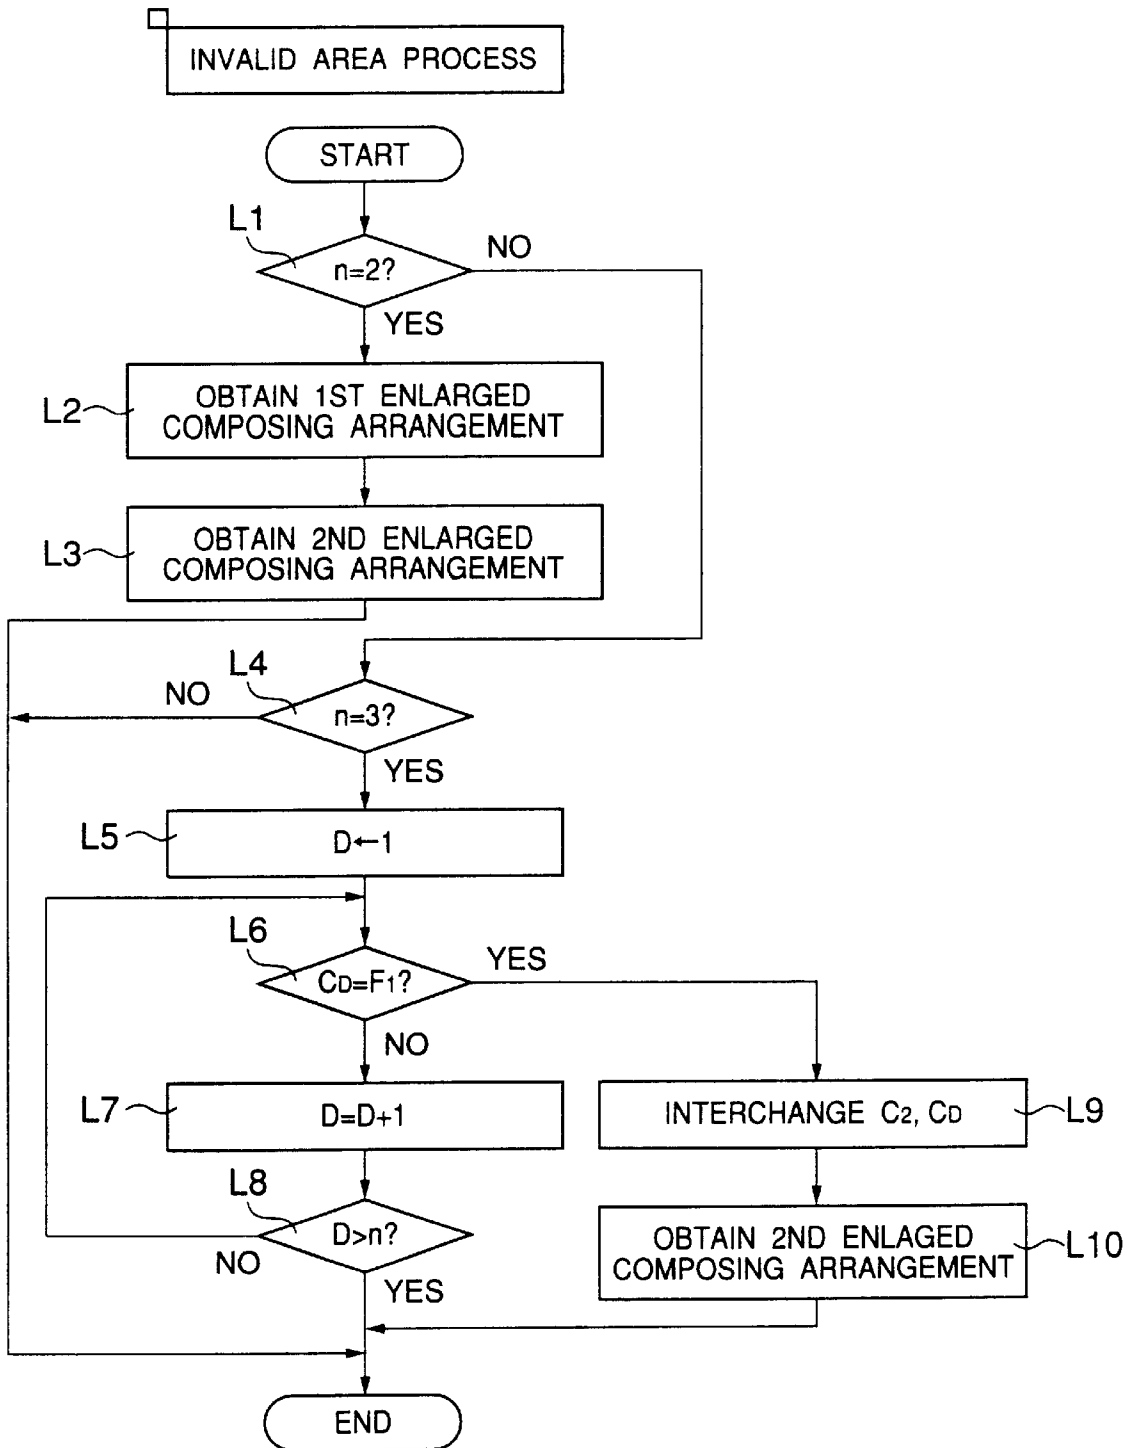 INVALID AREA PROCESS
START
L1
n=2?
NO
YES
L2
OBTAIN 1ST ENLARGED
COMPOSING ARRANGEMENT
L3
OBTAIN 2ND ENLARGED
COMPOSING ARRANGEMENT
L4
NO
n=3?
YES
L5
D←1
L6
CD=F1?
YES
NO
L7
D=D+1
INTERCHANGE C2, CD
L9
L8
D>n?
NO
YES
OBTAIN 2ND ENLAGED
COMPOSING ARRANGEMENT
L10
END